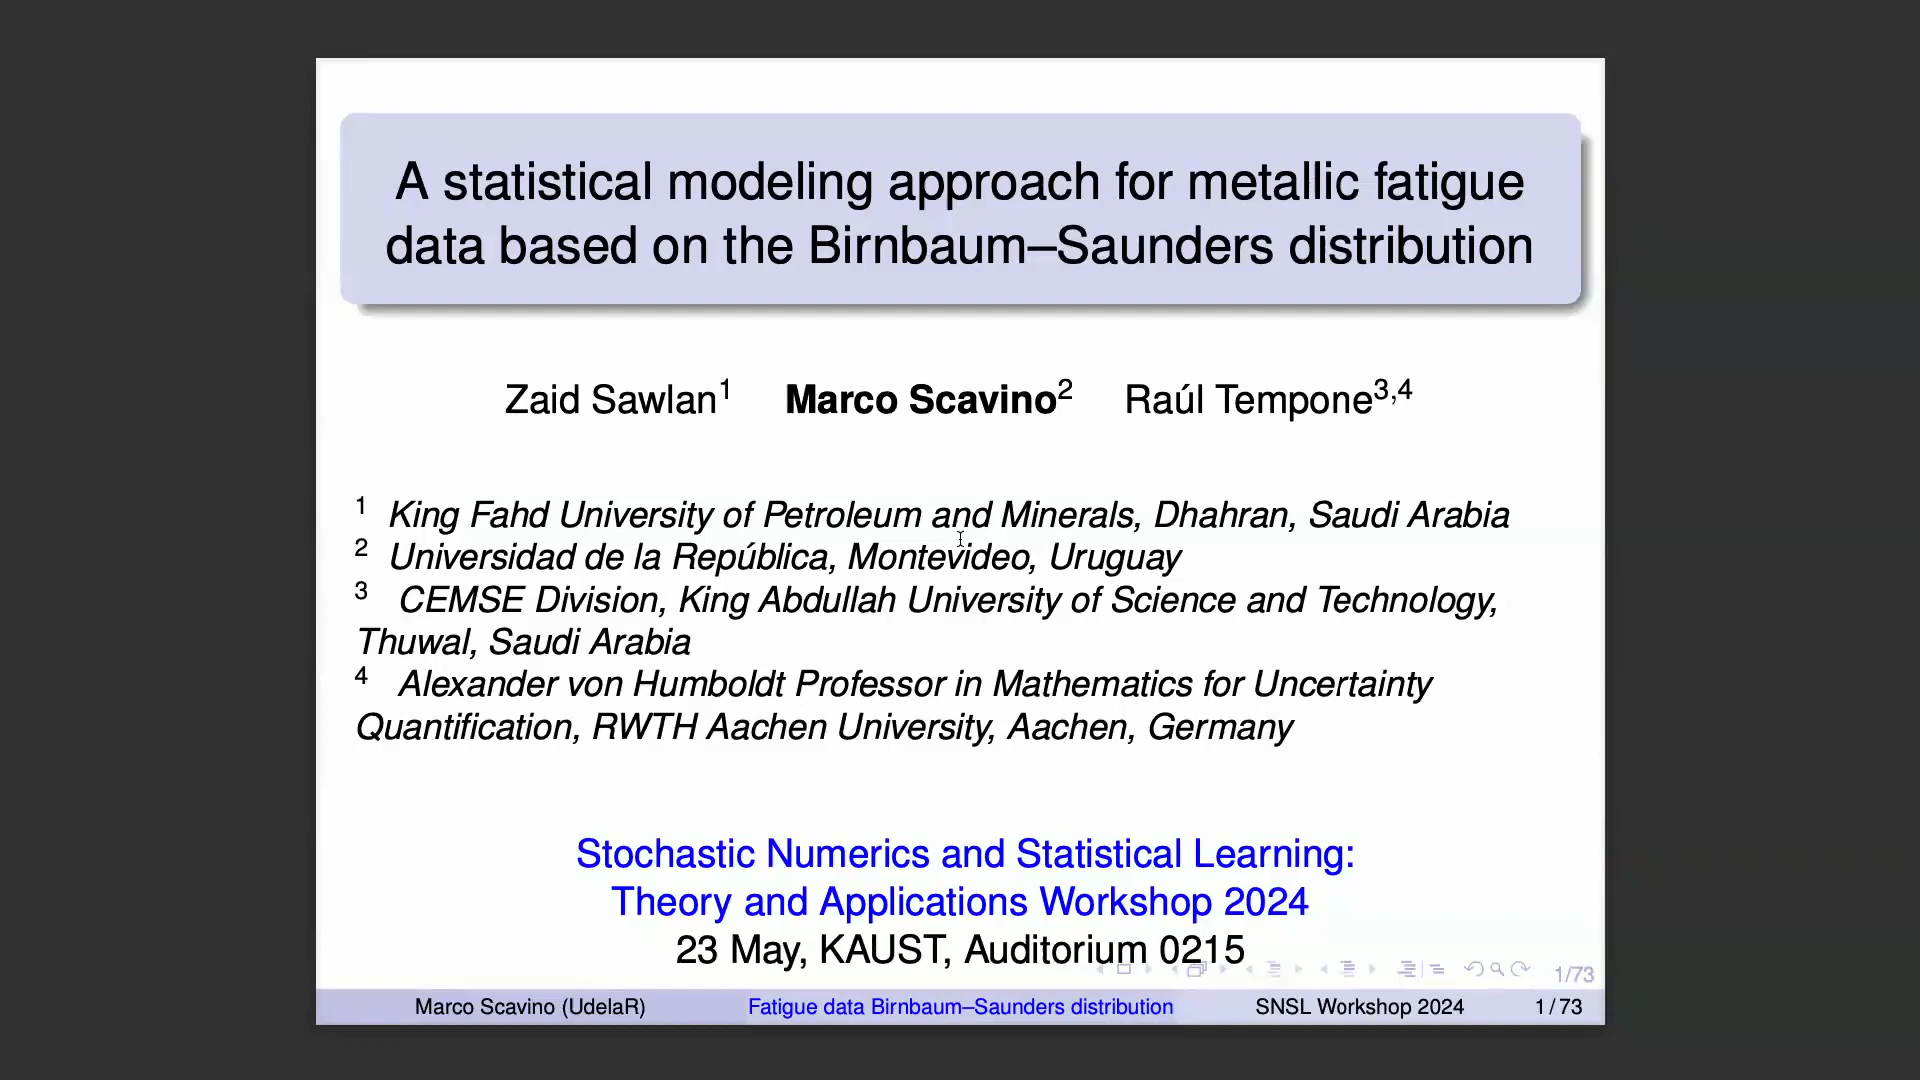 A statistical modeling approach for metallic fatigue
data based on the Birnbaum–Saunders distribution
Zaid Sawlan1 Marco Scavino2 Raúl Tempone3,4
1 King Fahd University of Petroleum and Minerals, Dhahran, Saudi Arabia
2 Universidad de la República, Montevideo, Uruguay
3 CEMSE Division, King Abdullah University of Science and Technology,
Thuwal, Saudi Arabia
4 Alexander von Humboldt Professor in Mathematics for Uncertainty
Quantification, RWTH Aachen University, Aachen, Germany
Stochastic Numerics and Statistical Learning:
Theory and Applications Workshop 2024
23 May, KAUST, Auditorium 0215
1/73
Marco Scavino (UdelaR) Fatigue data Birnbaum–Saunders distribution SNSL Workshop 2024 1 / 73